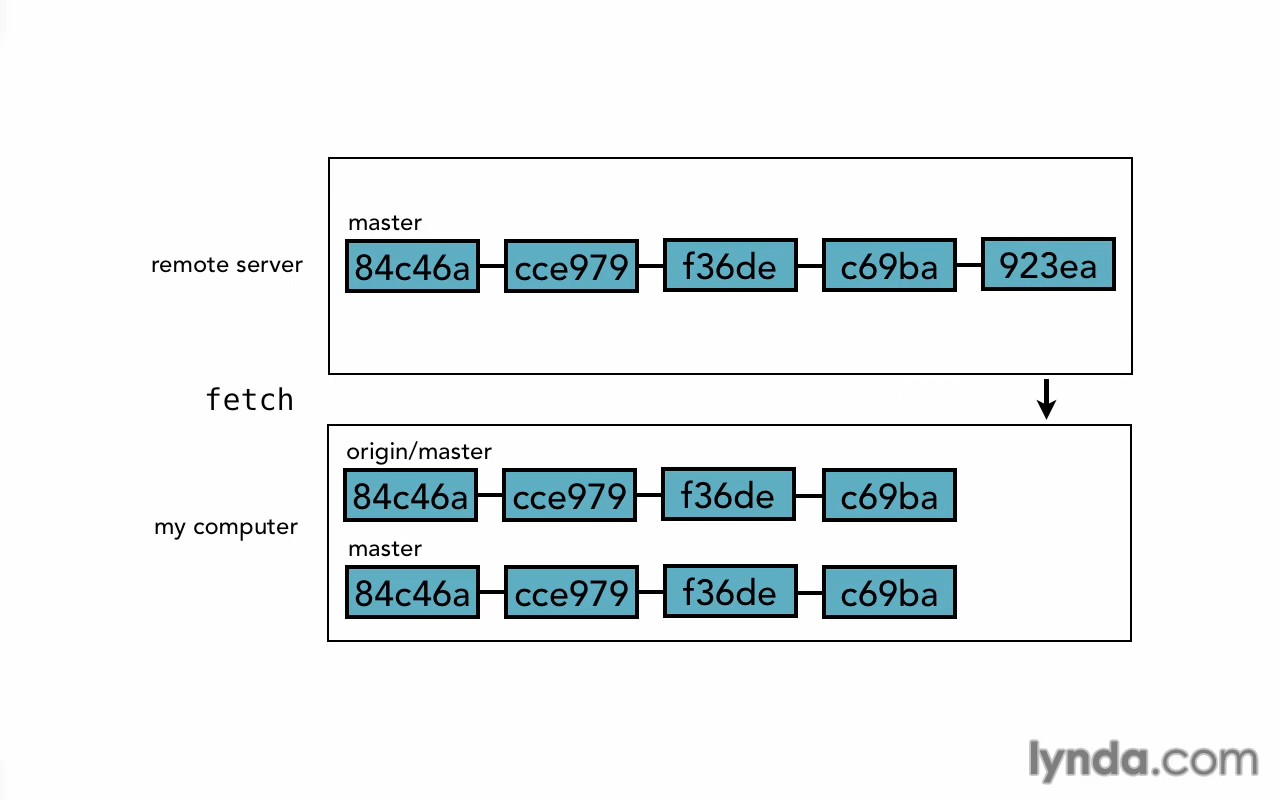 master
remote server
84c46a cce979 f36de c69ba 923ea
fetch
origin/master
84c46a cce979 f36de c69ba
my computer
master
84c46a cce979 f36de c69ba
lynda.com